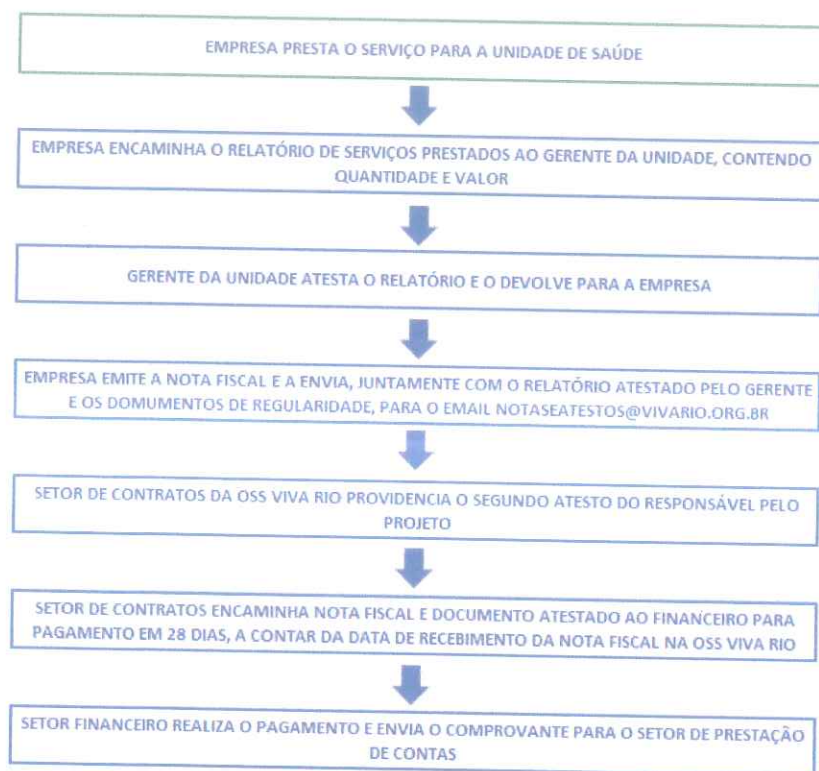 EMPRESA PRESTA O SERVIÇO PARA A UNIDADE DE SAÚDE
EMPRESA ENCAMINHA O RELATÓRIO DE SERVIÇOS PRESTADOS AO GERENTE DA UNIDADE, CONTENDO
QUANTIDADE E VALOR
GERENTE DA UNIDADE ATESTA O RELATÓRIO E O DEVOLVE PARA A EMPRESA
EMPRESA EMITE A NOTA FISCAL E A ENVIA, JUNTAMENTE COM O RELATÓRIO ATESTADO PELO GERENTE
E OS DOMUMENTOS DE REGULARIDADE, PARA O EMAIL NOTASEATESTOS@VIVARIO.ORG.BR
SETOR DE CONTRATOS DA OSS VIVA RIO PROVIDENCIA O SEGUNDO ATESTO DO RESPONSÁVEL PELO
PROJETO
SETOR DE CONTRATOS ENCAMINHA NOTA FISCAL E DOCUMENTO ATESTADO AO FINANCEIRO PARA
PAGAMENTO EM 28 DIAS, A CONTAR DA DATA DE RECEBIMENTO DA NOTA FISCAL NA OSS VIVA RIO
SETOR FINANCEIRO REALIZA O PAGAMENTO E ENVIA O COMPROVANTE PARA O SETOR DE PRESTAÇÃO
DE CONTAS